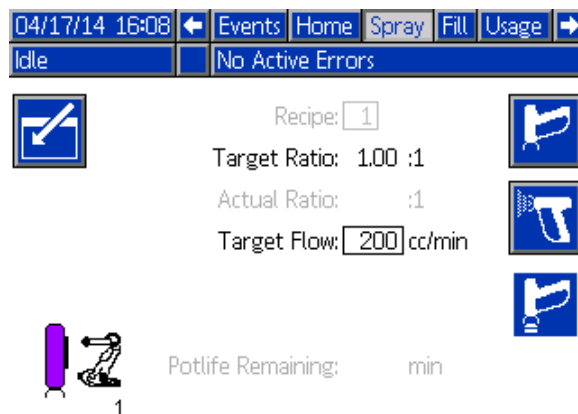 04/17/14 16:08 Events Home Spray Fill Usage
Idle No Active Errors
Recipe: 1
Target Ratio: 1.00 :1
Actual Ratio: :1
Target Flow: 200 cc/min
Potlife Remaining: min
1